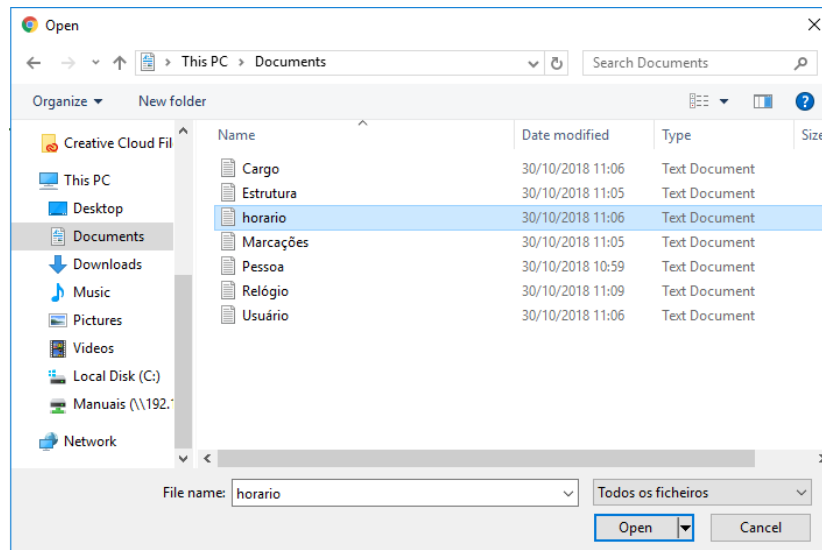 Open
This PC > Documents
Search Documents
Organize
New folder
Name
Date modified
Type
Size
Creative Cloud Fil
This PC
Desktop
Documents
Downloads
Music
Pictures
Videos
Local Disk (C:)
Manuais (\\192.1
Network
Cargo 30/10/2018 11:06 Text Document
Estrutura 30/10/2018 11:05 Text Document
horario 30/10/2018 11:06 Text Document
Marcações 30/10/2018 11:05 Text Document
Pessoa 30/10/2018 10:59 Text Document
Relógio 30/10/2018 11:09 Text Document
Usuário 30/10/2018 11:06 Text Document
File name: horario
Todos os ficheiros
Open
Cancel